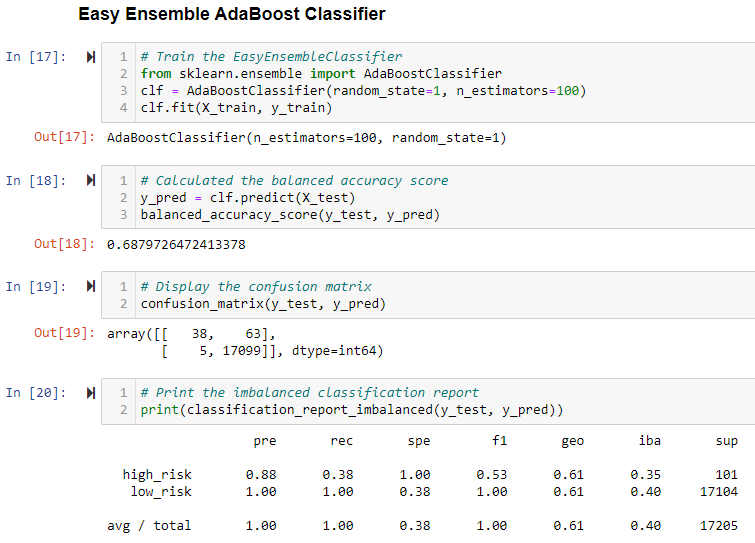 Easy Ensemble AdaBoost Classifier
In [17]: 1 # Train the EasyEnsembleClassifier
2 from sklearn.ensemble import AdaBoostClassifier
3 clf = AdaBoostClassifier(random_state=1, n_estimators=100)
4 clf.fit(X_train, y_train)
Out[17]: AdaBoostClassifier(n_estimators=100, random_state=1)
In [18]: 1 # Calculated the balanced accuracy score
2 y_pred = clf.predict(X_test)
3 balanced_accuracy_score(y_test, y_pred)
Out[18]: 0.6879726472413378
In [19]: 1 # Display the confusion matrix
2 confusion_matrix(y_test, y_pred)
Out[19]: array([[   38,    63],
[    5, 17099]], dtype=int64)
In [20]: 1 # Print the imbalanced classification report
2 print(classification_report_imbalanced(y_test, y_pred))
pre rec spe f1 geo iba sup
high_risk 0.88 0.38 1.00 0.53 0.61 0.35 101
low_risk 1.00 1.00 0.38 1.00 0.61 0.40 17104
avg / total 1.00 1.00 0.38 1.00 0.61 0.40 17205